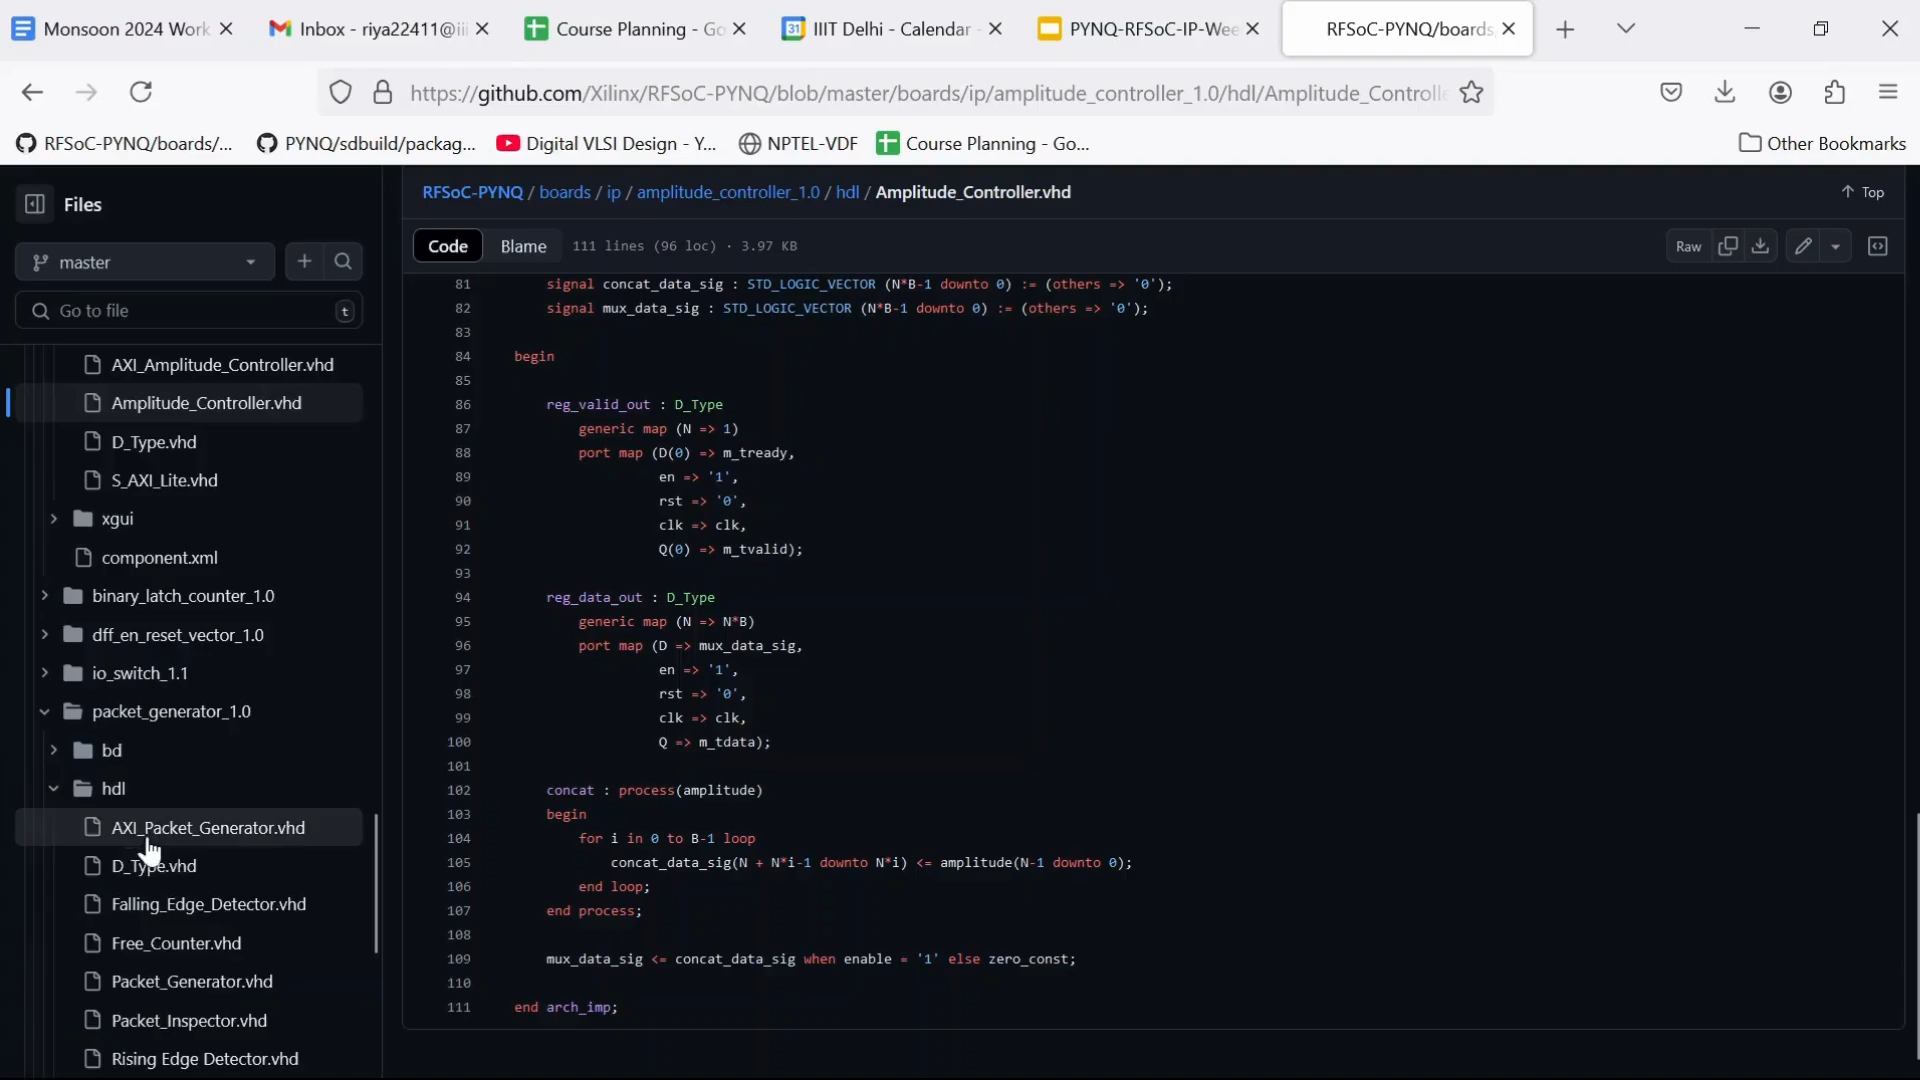 Monsoon 2024 Work
Inbox - riya22411@iii
Course Planning - Go
31 IIIT Delhi - Calendar
PYNQ-RFSoC-IP-Wee
RFSoC-PYNQ/boards
https://github.com/Xilinx/RFSoC-PYNQ/blob/master/boards/ip/amplitude_controller_1.0/hdl/Amplitude_Controlle
RFSoC-PYNQ/boards/...
PYNQ/sdbuild/packag...
Digital VLSI Design - Y...
NPTEL-VDF
Course Planning - Go...
Other Bookmarks
Files
RFSoC-PYNQ / boards / ip / amplitude_controller_1.0 / hdl / Amplitude_Controller.vhd
Top
master
Code
Blame
111 lines (96 loc) · 3.97 KB
Raw
Go to file
t
AXI_Amplitude_Controller.vhd
Amplitude_Controller.vhd
D_Type.vhd
S_AXI_Lite.vhd
xgui
component.xml
binary_latch_counter_1.0
dff_en_reset_vector_1.0
io_switch_1.1
packet_generator_1.0
bd
hdl
AXI_Packet_Generator.vhd
D_Type.vhd
Falling_Edge_Detector.vhd
Free_Counter.vhd
Packet_Generator.vhd
Packet_Inspector.vhd
Rising Edge Detector.vhd
81 signal concat_data_sig : STD_LOGIC_VECTOR (N*B-1 downto 0) := (others => '0');
82 signal mux_data_sig : STD_LOGIC_VECTOR (N*B-1 downto 0) := (others => '0');
83
84 begin
85
86 reg_valid_out : D_Type
87 generic map (N => 1)
88 port map (D(0) => m_tready,
89 en => '1',
90 rst => '0',
91 clk => clk,
92 Q(0) => m_tvalid);
93
94 reg_data_out : D_Type
95 generic map (N => N*B)
96 port map (D => mux_data_sig,
97 en => '1',
98 rst => '0',
99 clk => clk,
100 Q => m_tdata);
101
102 concat : process(amplitude)
103 begin
104 for i in 0 to B-1 loop
105 concat_data_sig(N + N*i-1 downto N*i) <= amplitude(N-1 downto 0);
106 end loop;
107 end process;
108
109 mux_data_sig <= concat_data_sig when enable = '1' else zero_const;
110
111 end arch_imp;